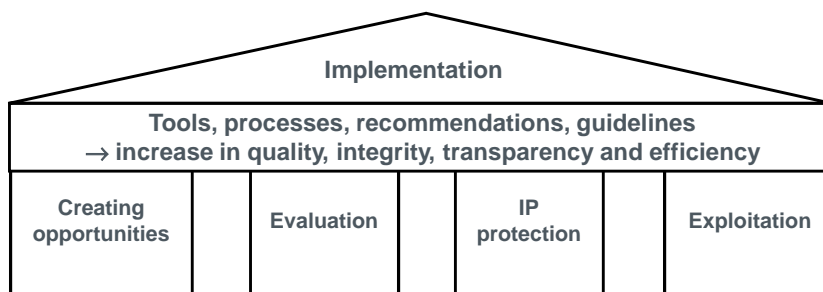 Implementation
Tools, processes, recommendations, guidelines
→ increase in quality, integrity, transparency and efficiency
Creating
opportunities
Evaluation
IP
protection
Exploitation